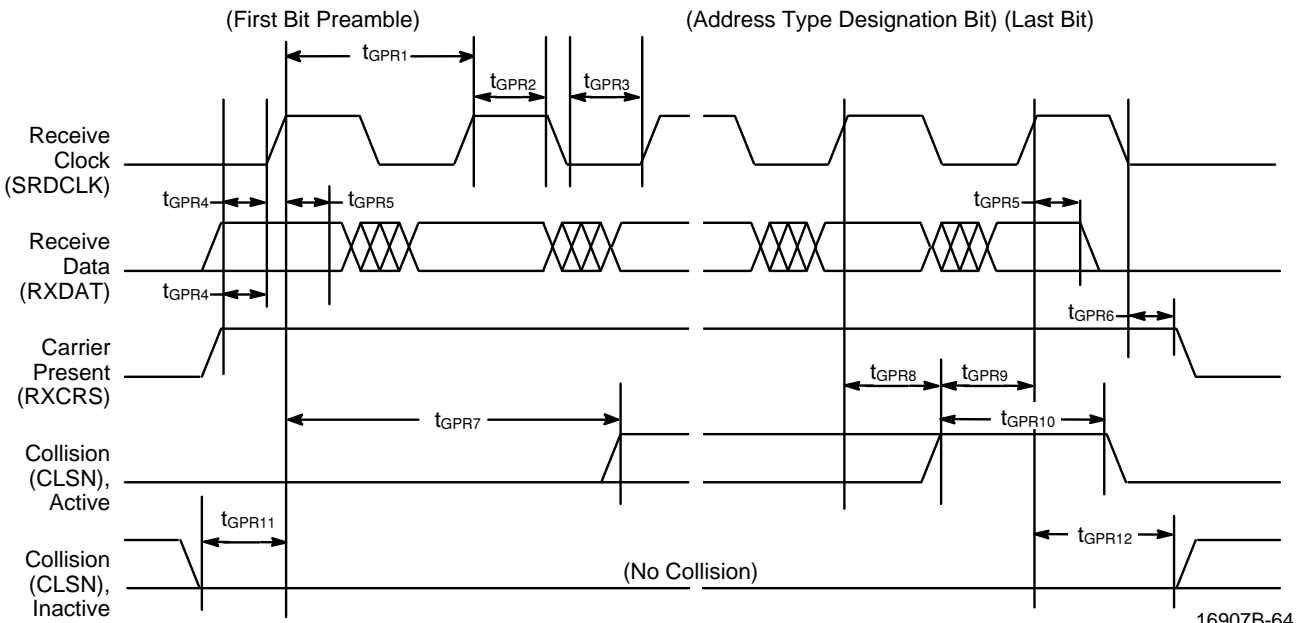 (First Bit Preamble)
(Address Type Designation Bit) (Last Bit)
tGPR1
tGPR2
tGPR3
Receive
Clock
(SRDCLK)
tGPR4
tGPR5
tGPR5
Receive
Data
(RXDAT)
tGPR4
tGPR6
Carrier
Present
(RXCRS)
tGPR8
tGPR9
tGPR7
tGPR10
Collision
(CLSN),
Active
tGPR11
tGPR12
Collision
(CLSN),
Inactive
(No Collision)
16907B-64